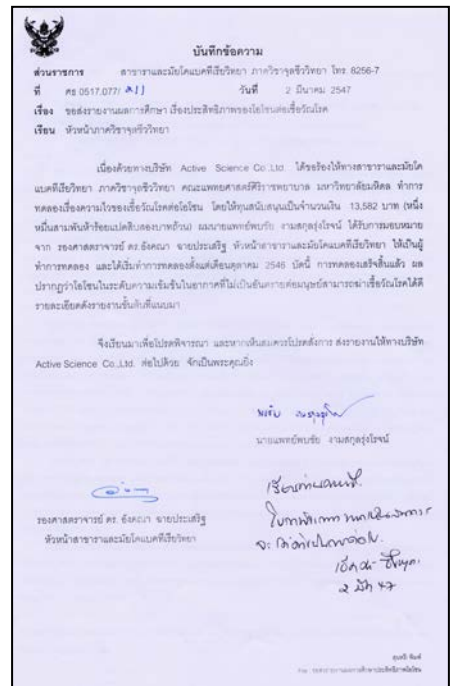 บันทึกข้อความ
ส่วนราชการ สาขาราและมัยโคแบคทีเรียวิทยา ภาควิชาจุลชีววิทยา โทร 8256-7
ที่ ศธ 0517.077/ วันที่ 2 มีนาคม 2547
เรื่อง ขอส่งรายงานผลการศึกษา เรื่องประสิทธิภาพของโอโซนต่อเชื้อวัณโรค
เรียน หัวหน้าภาควิชาจุลชีววิทยา
เนื่องด้วยทางบริษัท Active Science Co.,Ltd. ได้ขอร้องให้ทางสาขาราและมัยโค
แบคทีเรียวิทยา ภาควิชาจุลชีววิทยา คณะแพทยศาสตร์ศิริราชพยาบาล มหาวิทยาลัยมหิดล ทำการ
ทดลองเรื่องความไวของเชื้อวัณโรคต่อโอโซน โดยให้ทุนสนับสนุนเป็นจำนวนเงิน 13,582 บาท (หนึ่ง
หมื่นสามพันห้าร้อยแปดสิบสองบาทถ้วน) ผมนายแพทย์พบชัย งามสกุลรุ่งโรจน์ ได้รับการมอบหมาย
จาก รองศาสตราจารย์ ดร.อังคณา ฉายประเสริฐ หัวหน้าสาขาราและมัยโคแบคทีเรียวิทยา ให้เป็นผู้
ทำการทดลอง และได้เริ่มทำการทดลองตั้งแต่เดือนตุลาคม 2546 บัดนี้ การทดลองเสร็จสิ้นแล้ว ผล
ปรากฏว่าโอโซนในระดับความเข้มข้นในอากาศที่ไม่เป็นอันตรายต่อมนุษย์สามารถฆ่าเชื้อวัณโรคได้ดี
รายละเอียดดังรายงานขั้นต้นที่แนบมา
จึงเรียนมาเพื่อโปรดพิจารณา และหากเห็นสมควรโปรดสั่งการ ส่งรายงานให้ทางบริษัท
Active Science Co.,Ltd. ต่อไปด้วย จักเป็นพระคุณยิ่ง
นายแพทย์พบชัย งามสกุลรุ่งโรจน์
รองศาสตราจารย์ ดร. อังคณา ฉายประเสริฐ
หัวหน้าสาขาราและมัยโคแบคทีเรียวิทยา